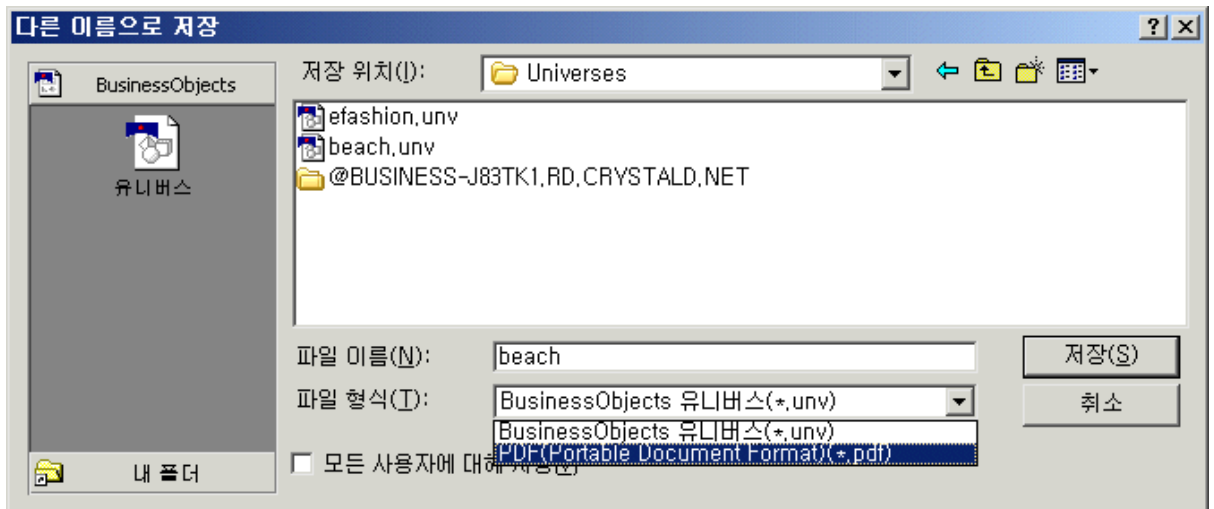 다른 이름으로 저장
BusinessObjects
유니버스
내 폴더
저장 위치(I): Universes
efashion.unv
beach.unv
@BUSINESS-J83TK1.RD.CRYSTALD.NET
파일 이름(N): beach
저장(S)
파일 형식(T): BusinessObjects 유니버스(*.unv)
취소
BusinessObjects 유니버스(*.unv)
PDF(Portable Document Format)(*.pdf)
모든 사용자에 대해